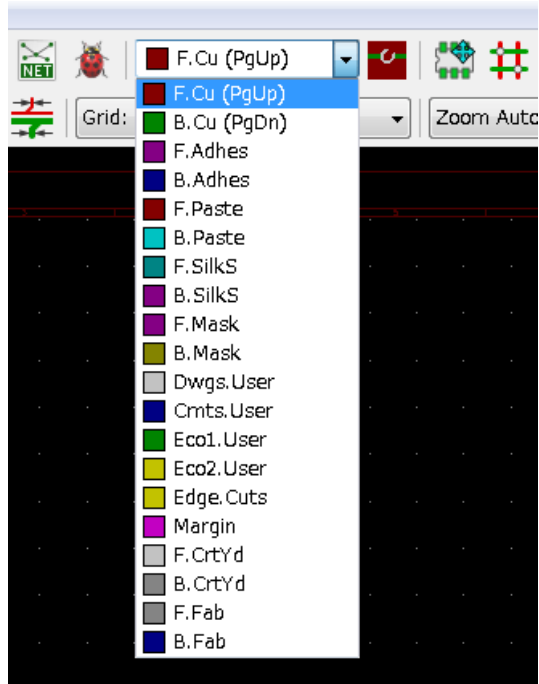 NET
F.Cu (PgUp)
F.Cu (PgUp)
Grid:
Zoom Auto
B.Cu (PgDn)
F.Adhes
B.Adhes
F.Paste
B.Paste
F.SilkS
B.SilkS
F.Mask
B.Mask
Dwgs.User
Cmts.User
Eco1.User
Eco2.User
Edge.Cuts
Margin
F.CrtYd
B.CrtYd
F.Fab
B.Fab